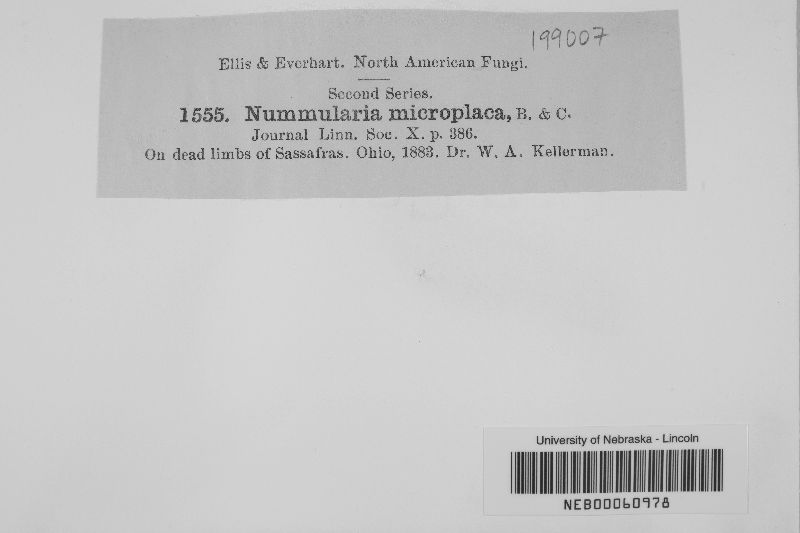 199007
Ellis & Everhart. North American Fungi.
Second Series.
1555. Nummularia microplaca, B. & C.
Journal Linn. Soc. X. p. 386.
On dead limbs of Sassafras. Ohio, 1883. Dr. W. A. Kellerman.
University of Nebraska - Lincoln
NEB00060978